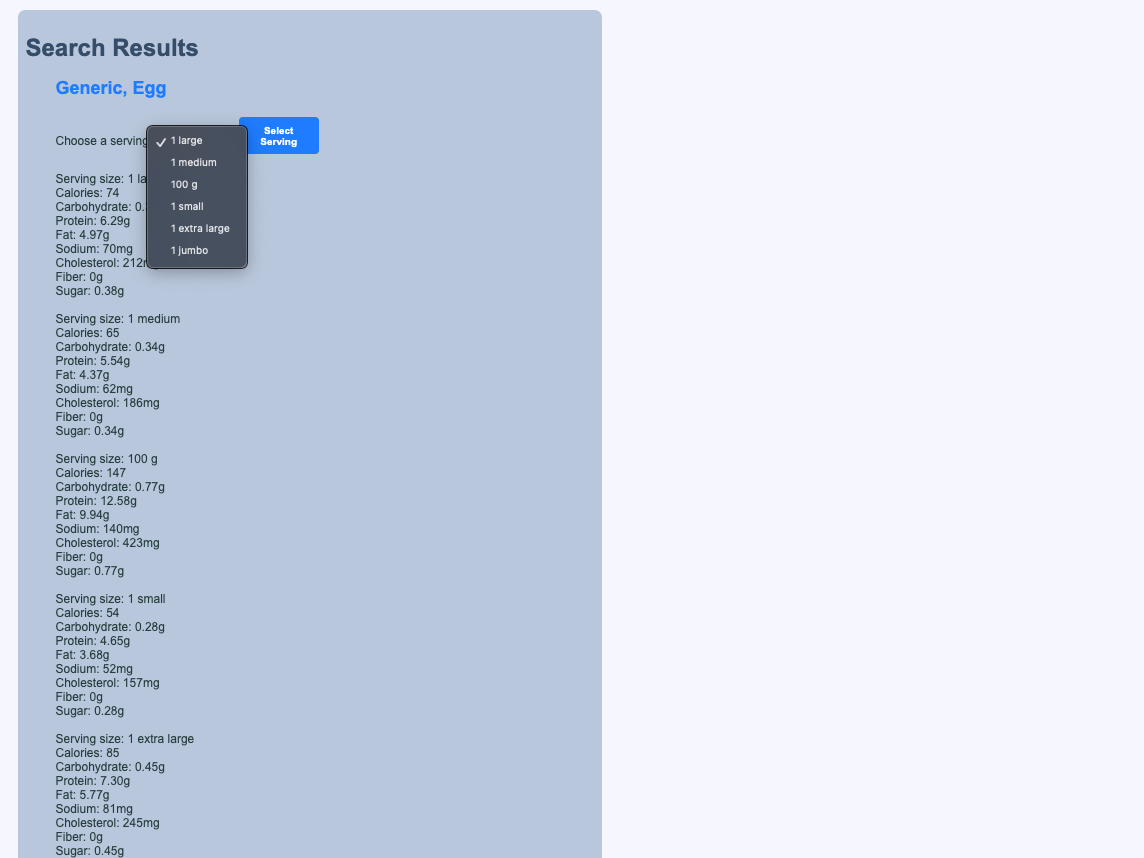 Search Results
Generic, Egg
Choose a serving
1 large
1 medium
100 g
1 small
1 extra large
1 jumbo
Select
Serving
Serving size: 1 la
Calories: 74
Carbohydrate: 0.
Protein: 6.29g
Fat: 4.97g
Sodium: 70mg
Cholesterol: 212
Fiber: 0g
Sugar: 0.38g
Serving size: 1 medium
Calories: 65
Carbohydrate: 0.34g
Protein: 5.54g
Fat: 4.37g
Sodium: 62mg
Cholesterol: 186mg
Fiber: 0g
Sugar: 0.34g
Serving size: 100 g
Calories: 147
Carbohydrate: 0.77g
Protein: 12.58g
Fat: 9.94g
Sodium: 140mg
Cholesterol: 423mg
Fiber: 0g
Sugar: 0.77g
Serving size: 1 small
Calories: 54
Carbohydrate: 0.28g
Protein: 4.65g
Fat: 3.68g
Sodium: 52mg
Cholesterol: 157mg
Fiber: 0g
Sugar: 0.28g
Serving size: 1 extra large
Calories: 85
Carbohydrate: 0.45g
Protein: 7.30g
Fat: 5.77g
Sodium: 81mg
Cholesterol: 245mg
Fiber: 0g
Sugar: 0.45g